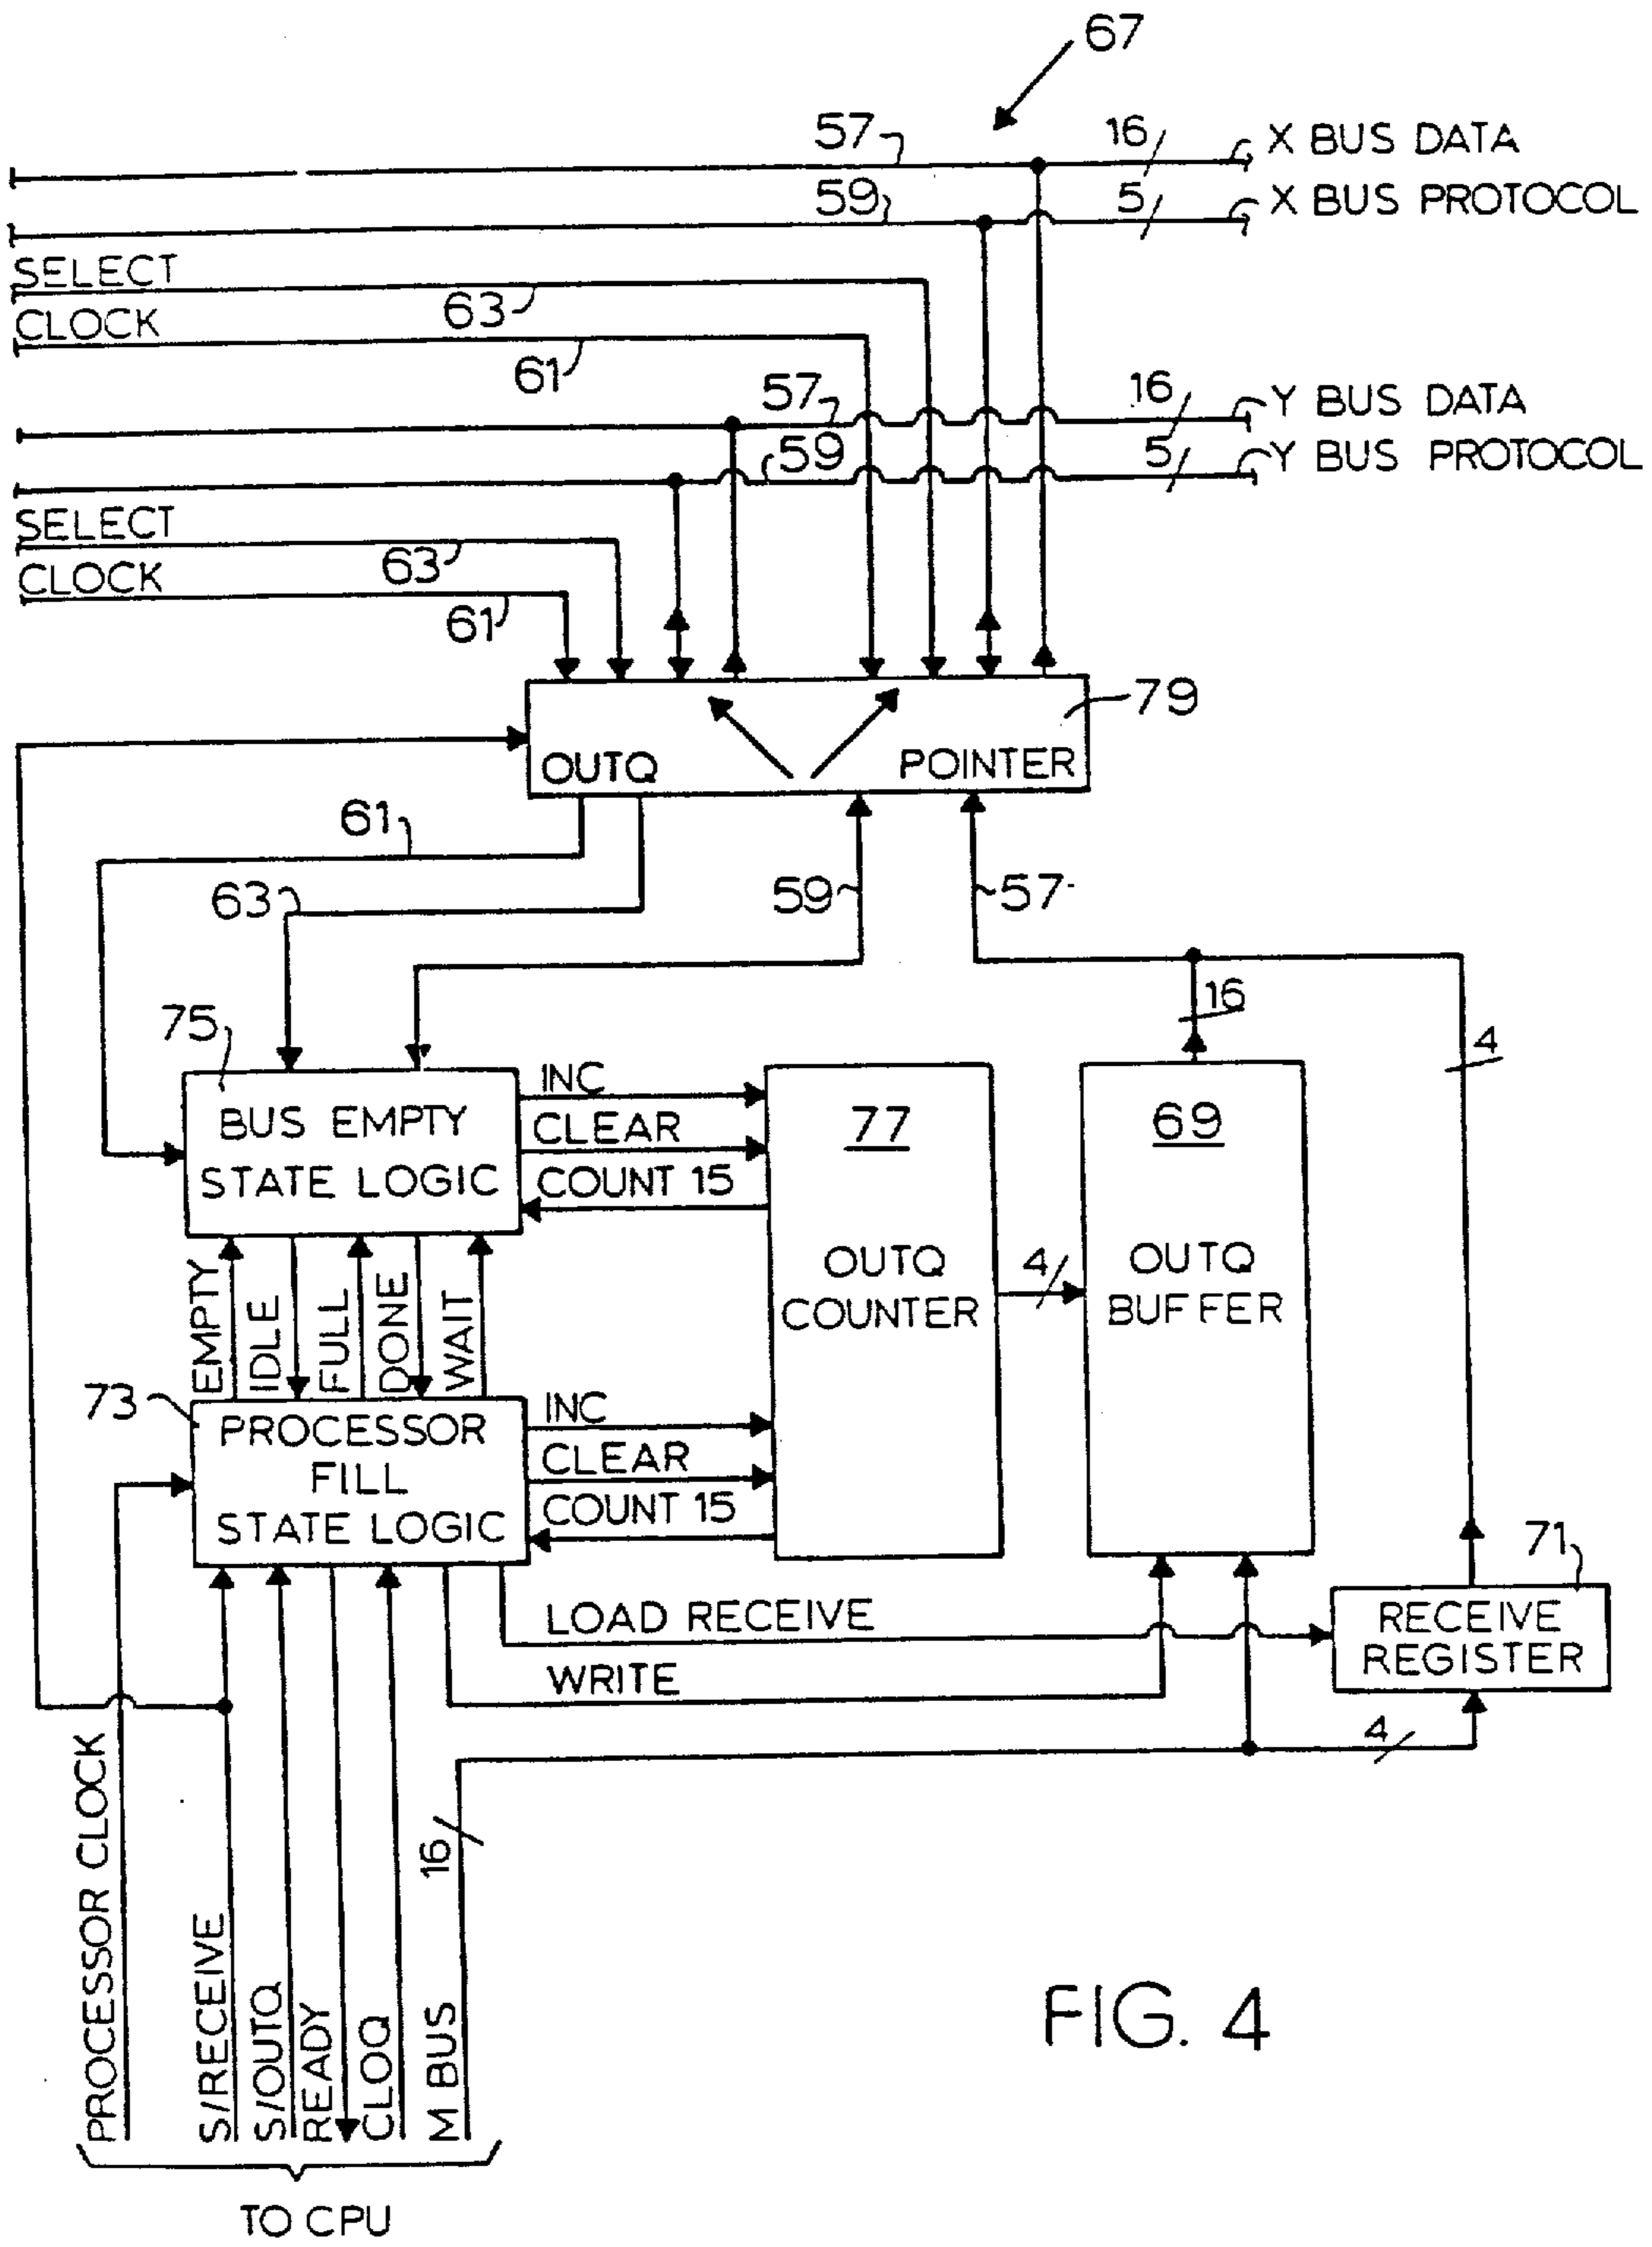 67
57
16
X BUS DATA
59
5
X BUS PROTOCOL
SELECT
63
CLOCK
61
57
16
Y BUS DATA
59
5
Y BUS PROTOCOL
SELECT
63
CLOCK
61
79
OUTQ
POINTER
61
63
59
57
16
4
75
BUS EMPTY
STATE LOGIC
INC
CLEAR
COUNT 15
77
OUTQ
COUNTER
4
69
OUTQ
BUFFER
EMPTY
IDLE
FULL
DONE
WAIT
73
PROCESSOR
FILL
STATE LOGIC
INC
CLEAR
COUNT 15
71
RECEIVE
REGISTER
LOAD RECEIVE
WRITE
4
16
PROCESSOR CLOCK
S/RECEIVE
S/OUTQ
READY
CLOQ
M BUS
TO CPU
FIG. 4